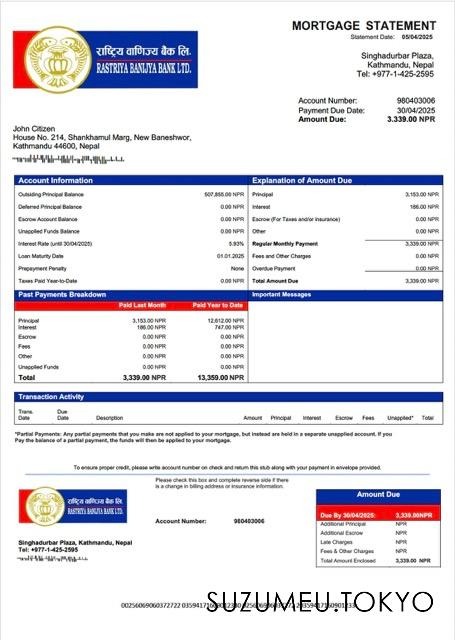 MORTGAGE STATEMENT
Statement Date: 05/04/2025
राष्ट्रिय वाणिज्य बैंक लि.
RASTRIYA BANIJYA BANK LTD.
Singhadurbar Plaza,
Kathmandu, Nepal
Tel: +977-1-425-2595
Account Number: 980403006
Payment Due Date: 30/04/2025
Amount Due: 3.339.00 NPR
John Citizen
House No. 214, Shankhamul Marg, New Baneshwor,
Kathmandu 44600, Nepal
Account Information
Outsiding Principal Balance 507,855.00 NPR
Deferred Principal Balance 0.00 NPR
Escrow Account Balance 0.00 NPR
Unapplied Funds Balance 0.00 NPR
Interest Rate (until 30/04/2025) 5.93%
Loan Maturity Date 01.01.2025
Prepayment Penalty None
Taxes Paid Year-to-Date 0.00 NPR
Explanation of Amount Due
Principal 3,153.00 NPR
Interest 186.00 NPR
Escrow (For Taxes and/or insurance) 0.00 NPR
Other 0.00 NPR
Regular Monthly Payment 3,339.00 NPR
Fees and Other Charges 0.00 NPR
Overdue Payment 0.00 NPR
Total Amount Due 3,339.00 NPR
Past Payments Breakdown
Paid Last Month Paid Year to Date
Principal 3,153.00 NPR 12,612.00 NPR
Interest 186.00 NPR 747.00 NPR
Escrow 0.00 NPR 0.00 NPR
Fees 0.00 NPR 0.00 NPR
Other 0.00 NPR 0.00 NPR
Unapplied Funds 0.00 NPR 0.00 NPR
Total 3,339.00 NPR 13,359.00 NPR
Important Messages
Transaction Activity
Trans. Date Due Date Description Amount Principal Interest Escrow Fees Unapplied* Total
*Partial Payments: Any partial payments that you make are not applied to your mortgage, but instead are held in a separate unapplied account. If you
Pay the balance of a partial payment, the funds will then be applied to your mortgage.
To ensure proper credit, please write account number on check and return this stub along with your payment in envelope provided.
राष्ट्रिय वाणिज्य बैंक लि.
RASTRIYA BANIJYA BANK LTD.
Singhadurbar Plaza, Kathmandu, Nepal
Tel: +977-1-425-2595
Please check this box and complete reverse side if there
is a change in billing address or insurance information.
Account Number: 980403006
Amount Due
Due By 30/04/2025: 3,339.00NPR
Additional Principal NPR
Additional Escrow NPR
Late Charges NPR
Fees & Other Charges NPR
Total Amount Enclosed 3,339.00 NPR
SUZUMEU.TOKYO